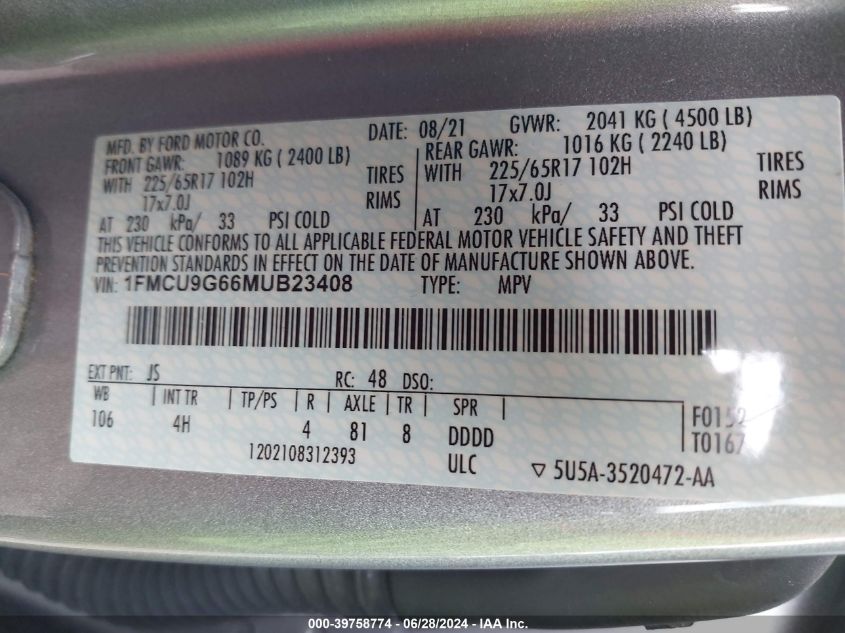 MFD. BY FORD MOTOR CO. DATE: 08/21 GVWR: 2041 KG ( 4500 LB)
FRONT GAWR: 1089 KG ( 2400 LB) REAR GAWR: 1016 KG ( 2240 LB)
WITH 225/65R17 102H TIRES WITH 225/65R17 102H TIRES
17x7.0J RIMS 17x7.0J RIMS
AT 230 kPa/ 33 PSI COLD AT 230 kPa/ 33 PSI COLD
THIS VEHICLE CONFORMS TO ALL APPLICABLE FEDERAL MOTOR VEHICLE SAFETY AND THEFT
PREVENTION STANDARDS IN EFFECT ON THE DATE OF MANUFACTURE SHOWN ABOVE.
VIN: 1FMCU9G66MUB23408 TYPE: MPV
EXT PNT: JS RC: 48 DSO:
WB INT TR TP/PS R AXLE TR SPR
106 4H 4 81 8 DDDD
F0152
T0167
1202108312393 ULC ▽ 5U5A-3520472-AA
000-39758774 - 06/28/2024 - IAA Inc.